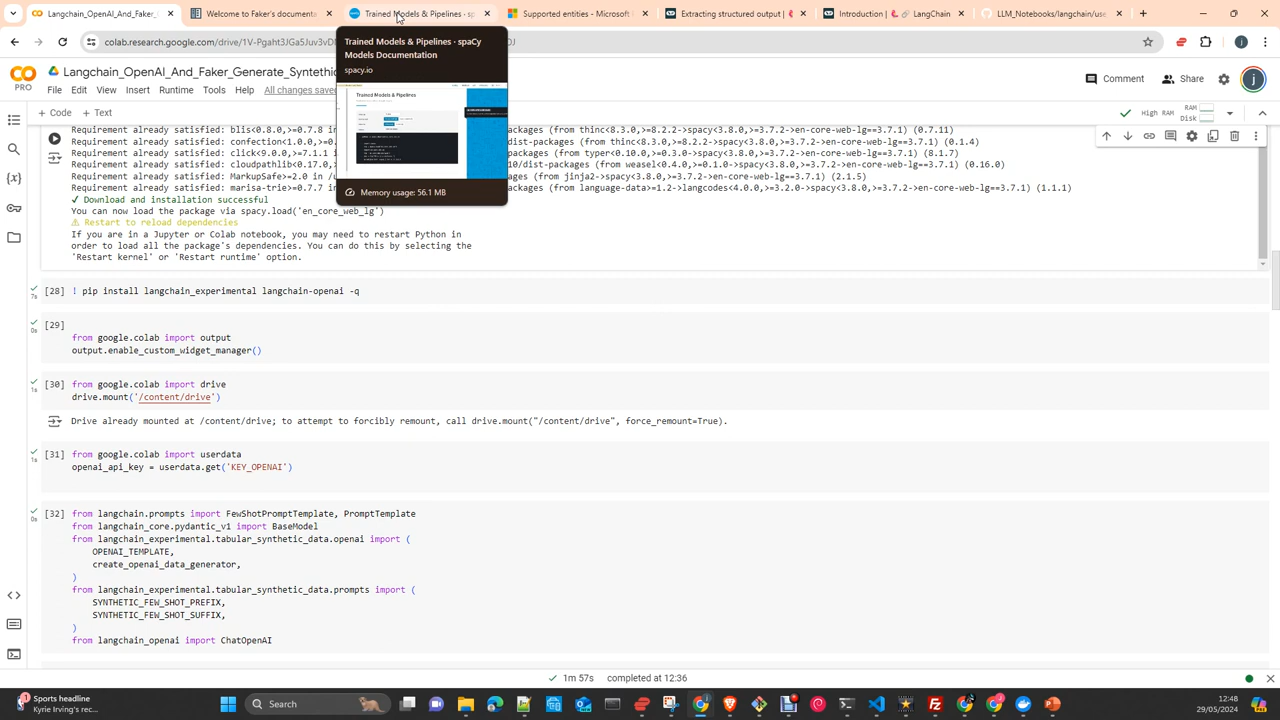 Langchain_OpenAI_And_Faker_
Welcome to Faker's documenta
Trained Models & Pipelines · sp
Supported entities - Microsoft
Extracting structured
Introduction
LangChain
LLM_Notebooks/langchain/s
colab.research.google.com/drive/1V-Pgaht3JGa5Juv3vDI
Langchain_OpenAI_And_Faker_Generate_Syntethic
Comment
Share
PRO
File Edit View Insert Runtime Tools Help All changes saved
Trained Models & Pipelines · spaCy
Models Documentation
spacy.io
Trained Models & Pipelines
Memory usage: 56.1 MB
+ Code + Text
High RAM
RAM
Disk
Requirement already satisfied: blis<0.8.0,>=0.7.8 in
packages (from thinc<8.3.0,>=8.2.2->spacy<3.8.0,>=3.7.2->en-core-web-lg==3.7.1) (0.7.11)
Requirement already satisfied: confection<1.0.0,>=0
dist-packages (from thinc<8.3.0,>=8.2.2->spacy<3.8.0,>=3.7.2->en-core-web-lg==3.7.1) (0.1.4)
Requirement already satisfied: click<9.0.0,>=7.1.1 i
packages (from typer<0.10.0,>=0.3.0->spacy<3.8.0,>=3.7.2->en-core-web-lg==3.7.1) (8.1.7)
Requirement already satisfied: cloudpathlib<0.17.0,
10/dist-packages (from weasel<0.4.0,>=0.1.0->spacy<3.8.0,>=3.7.2->en-core-web-lg==3.7.1) (0.16.0)
Requirement already satisfied: MarkupSafe>=2.0 in /u
packages (from jinja2->spacy<3.8.0,>=3.7.2->en-core-web-lg==3.7.1) (2.1.5)
Requirement already satisfied: marisa-trie>=0.7.7 in
packages (from language-data>=1.2->langcodes<4.0.0,>=3.2.0->spacy<3.8.0,>=3.7.2->en-core-web-lg==3.7.1) (1.1.1)
✔ Download and installation successful
You can now load the package via spacy.load('en_core_web_lg')
⚠ Restart to reload dependencies
If you are in a Jupyter or Colab notebook, you may need to restart Python in
order to load all the package's dependencies. You can do this by selecting the
'Restart kernel' or 'Restart runtime' option.
[28] ! pip install langchain_experimental langchain-openai -q
7s
[29]
0s
from google.colab import output
output.enable_custom_widget_manager()
[30] from google.colab import drive
1s
drive.mount('/content/drive')
Drive already mounted at /content/drive; to attempt to forcibly remount, call drive.mount("/content/drive", force_remount=True).
[31] from google.colab import userdata
1s
openai_api_key = userdata.get('KEY_OPENAI')
[32] from langchain.prompts import FewShotPromptTemplate, PromptTemplate
0s
from langchain_core.pydantic_v1 import BaseModel
from langchain_experimental.tabular_synthetic_data.openai import (
OPENAI_TEMPLATE,
create_openai_data_generator,
)
from langchain_experimental.tabular_synthetic_data.prompts import (
SYNTHETIC_FEW_SHOT_PREFIX,
SYNTHETIC_FEW_SHOT_SUFFIX,
)
from langchain_openai import ChatOpenAI
1m 57s completed at 12:36
Sports headline
Kyrie Irving's rec...
Search
12:48
29/05/2024